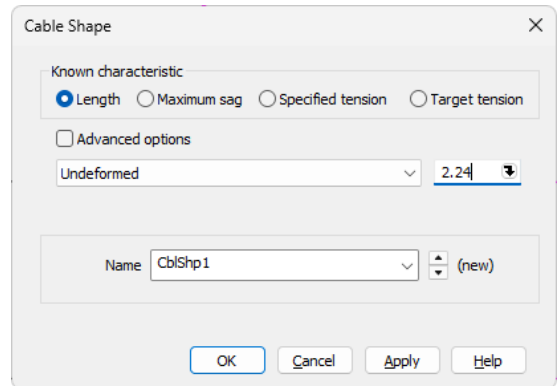 Cable Shape
Known characteristic
Length Maximum sag Specified tension Target tension
Advanced options
Undeformed 2.24
Name CblShp1 (new)
OK Cancel Apply Help